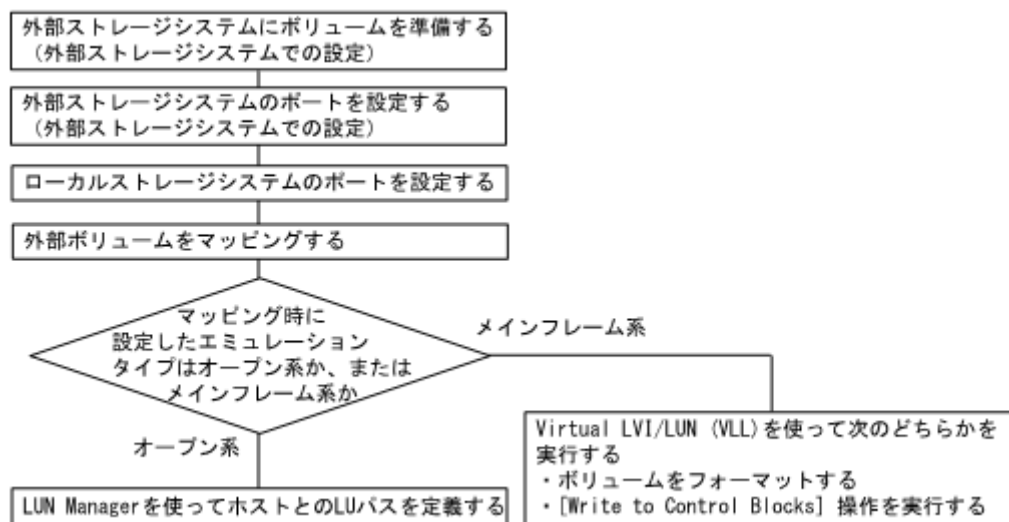 外部ストレージシステムにボリュームを準備する
（外部ストレージシステムでの設定）
外部ストレージシステムのポートを設定する
（外部ストレージシステムでの設定）
ローカルストレージシステムのポートを設定する
外部ボリュームをマッピングする
マッピング時に
設定したエミュレーション
タイプはオープン系か、または
メインフレーム系か
メインフレーム系
オープン系
Virtual LVI/LUN (VLL)を使って次のどちらかを
実行する
・ボリュームをフォーマットする
・[Write to Control Blocks] 操作を実行する
LUN Managerを使ってホストとのLUパスを定義する